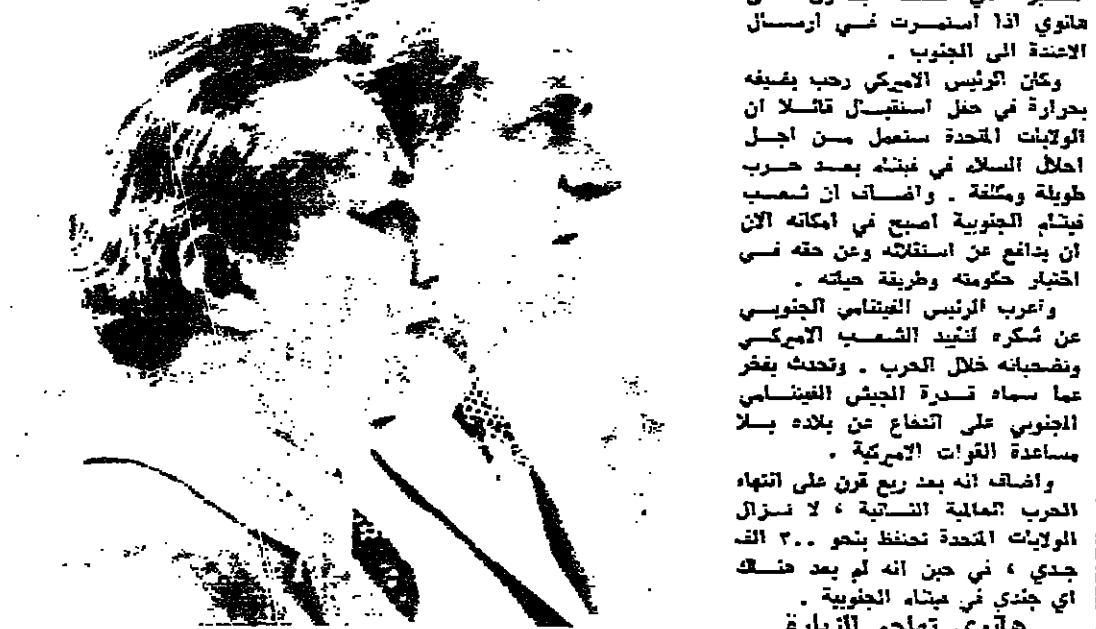 هانوي اذا استمرت في ارسال
الاعتدة الى الجنوب .
وكان الرئيس الاميركي رحب بضيفه
بحرارة في حفل استقبال قائلا ان
الولايات المتحدة ستعمل من اجل
احلال السلام في فيتنام بعد حرب
طويلة ومكلفة . واضاف ان شعب
فيتنام الجنوبية اصبح في امكانه الان
ان يدافع عن استقلاله وعن حقه في
اختيار حكومته وطريقة حياته .
واعرب الرئيس الفيتنامي الجنوبي
عن شكره لتأييد الشعب الاميركي
وتضحياته خلال الحرب . وتحدث بفخر
عما سماه قدرة الجيش الفيتنامي
الجنوبي على الدفاع عن بلاده بلا
مساعدة القوات الاميركية .
واضاف انه بعد ربع قرن على انتهاء
الحرب العالمية الثانية ، لا تزال
الولايات المتحدة تحتفظ بنحو ٣٠٠ الف
جندي ، في حين انه لم يعد هناك
اي جندي في فيتنام الجنوبية .
هانوي تهاجم الزيارة